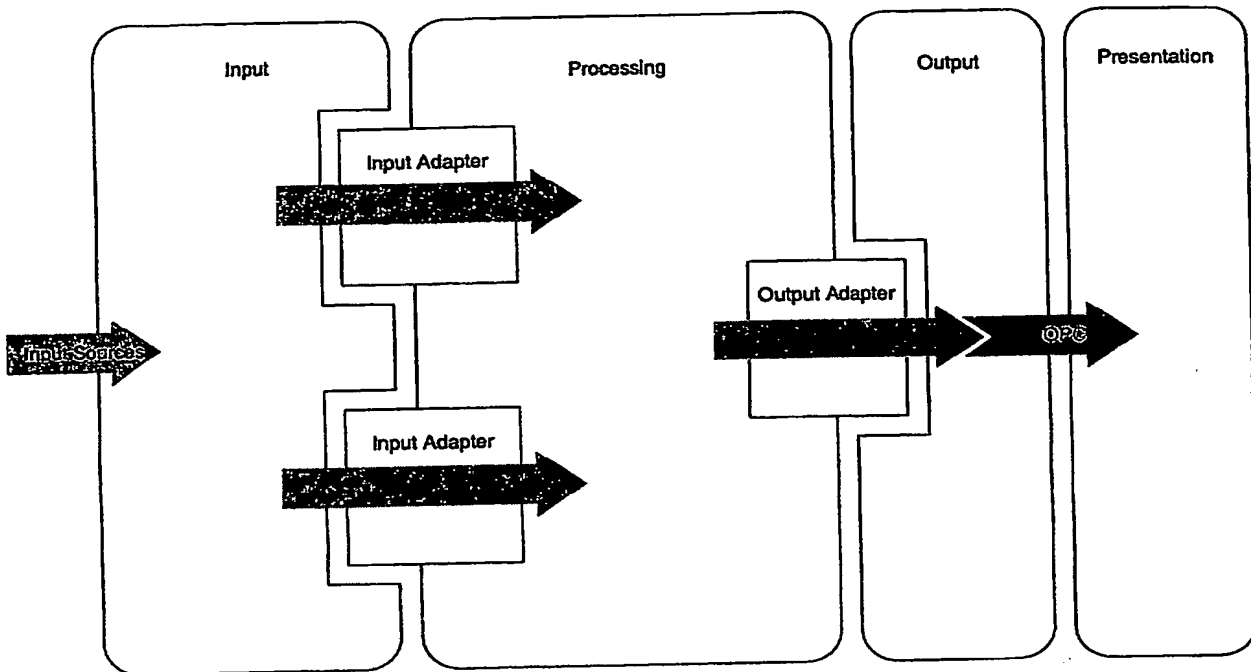 Input
Processing
Output
Presentation
Input Adapter
Output Adapter
Input Sources
OPC
Input Adapter